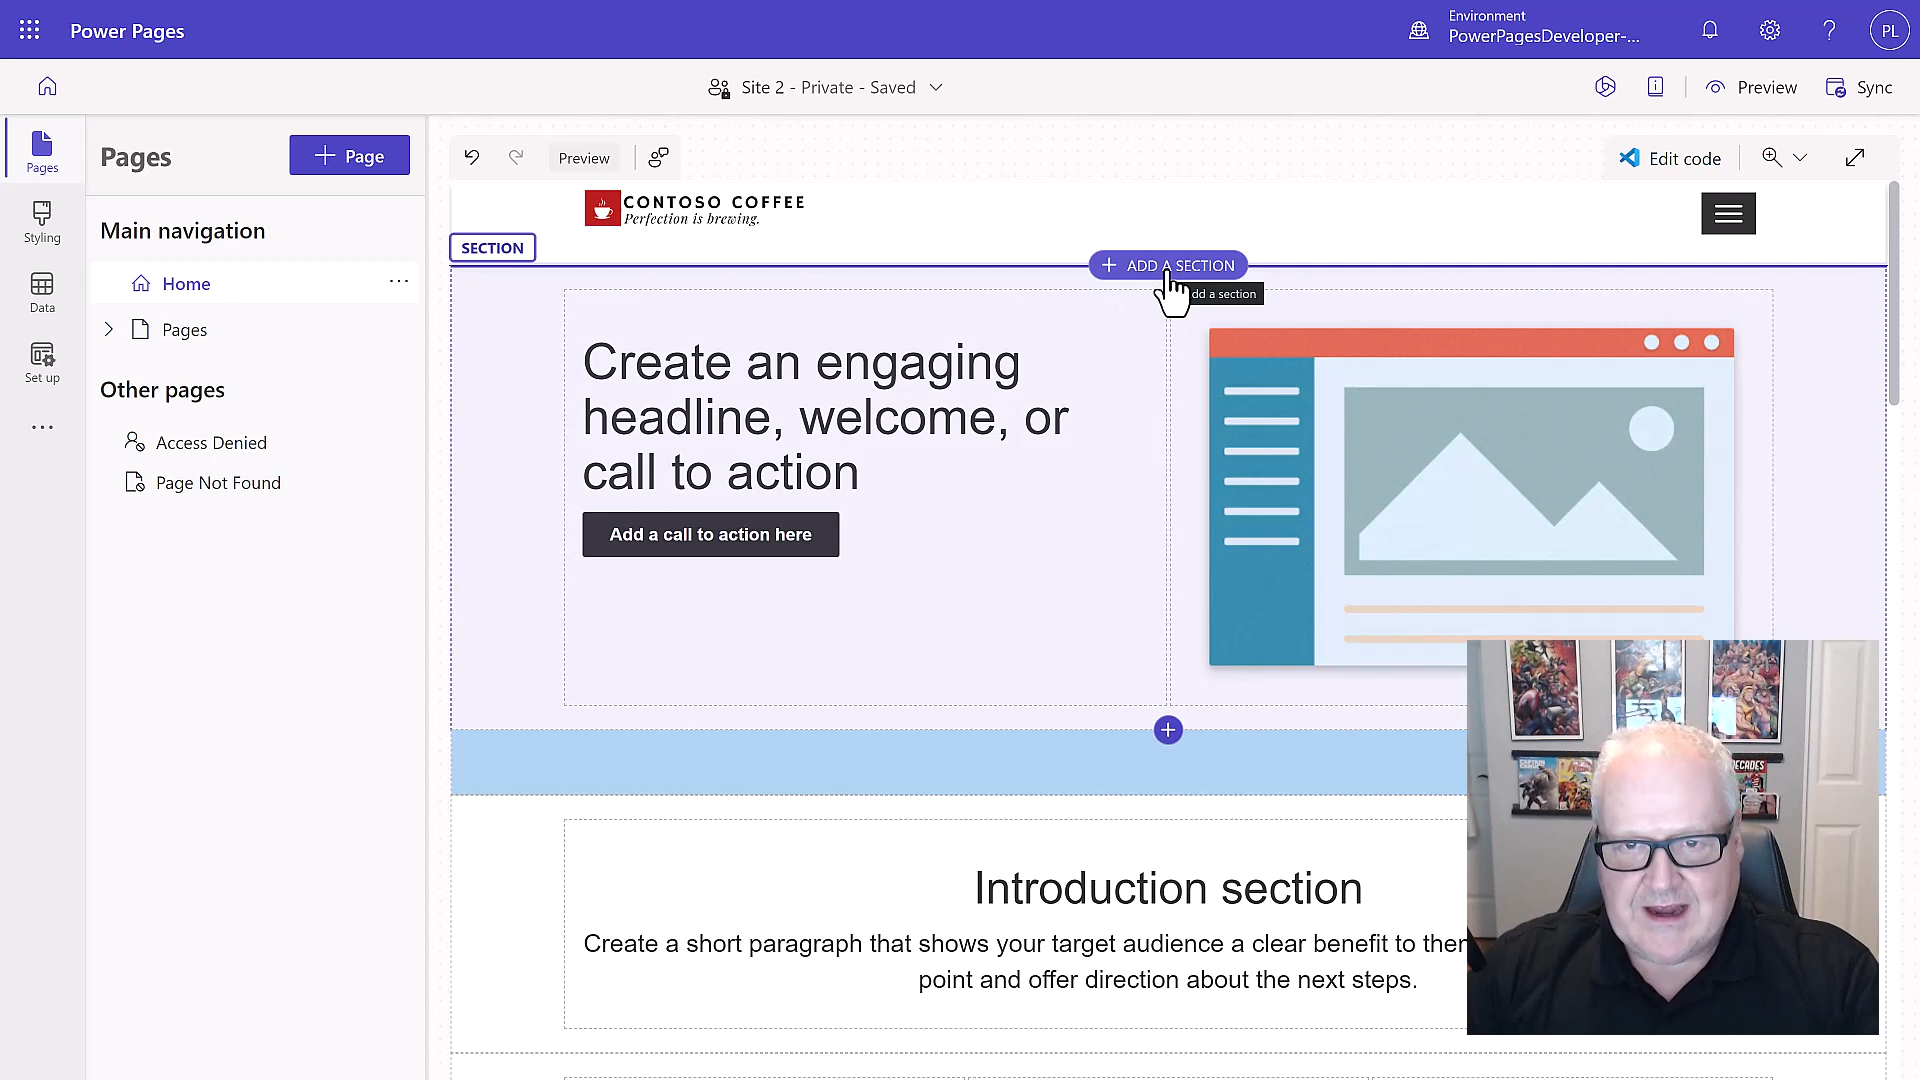 Power Pages
Environment
PowerPagesDeveloper-...
PL
Site 2 - Private - Saved
Preview
Sync
Pages
Styling
Data
Set up
Pages
Page
Main navigation
Home
Pages
Other pages
Access Denied
Page Not Found
Preview
Edit code
CONTOSO COFFEE
Perfection is brewing.
SECTION
ADD A SECTION
dd a section
Create an engaging
headline, welcome, or
call to action
Add a call to action here
Introduction section
Create a short paragraph that shows your target audience a clear benefit to ther
point and offer direction about the next steps.
DECADES